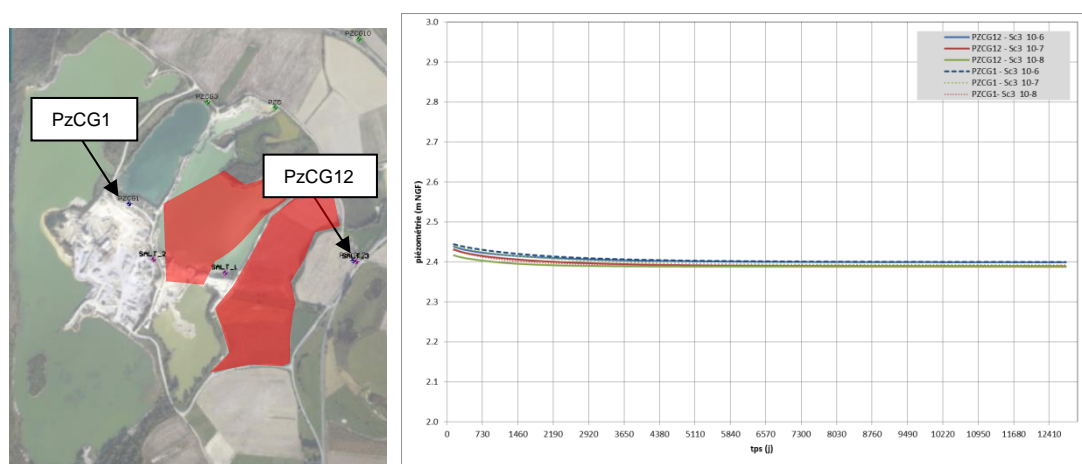 PZCG10
PZCG3
PZ5
PzCG1
PzCG12
PZCG1
SMLT_2
SMLT_1
piézométrie (m NGF)
3.0
2.9
2.8
2.7
2.6
2.5
2.4
2.3
2.2
2.1
2.0
PZCG12 - Sc3 10-6
PZCG12 - Sc3 10-7
PZCG12 - Sc3 10-8
PZCG1 - Sc3 10-6
PZCG1 - Sc3 10-7
PZCG1- Sc3 10-8
0 730 1460 2190 2920 3650 4380 5110 5840 6570 7300 8030 8760 9490 10220 10950 11680 12410
tps (j)